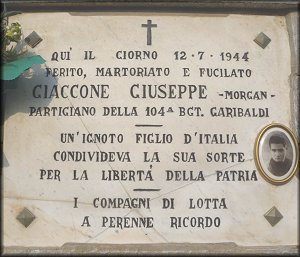 QUI' IL GIORNO 12-7-1944
FERITO, MARTORIATO E FUCILATO
GIACCONE GIUSEPPE -MORGAN-
PARTIGIANO DELLA 104ª BGT. GARIBALDI
UN'IGNOTO FIGLIO D'ITALIA
CONDIVIDEVA LA SUA SORTE
PER LA LIBERTÁ DELLA PATRIA
I COMPAGNI DI LOTTA
A PERENNE RICORDO